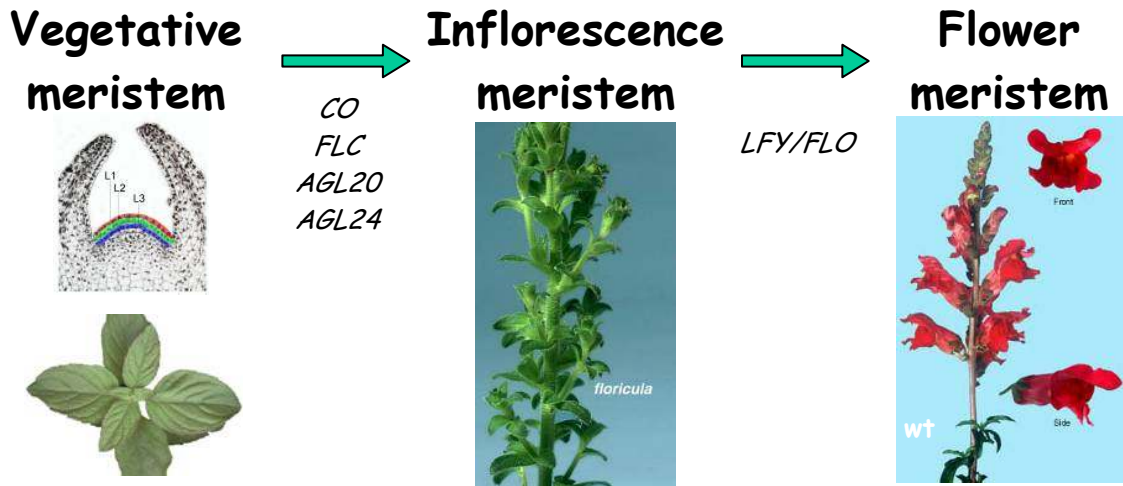 Vegetative
meristem
Inflorescence
meristem
Flower
meristem
CO
FLC
AGL20
AGL24
LFY/FLO
L1
L2
L3
floricula
Front
wt
Side